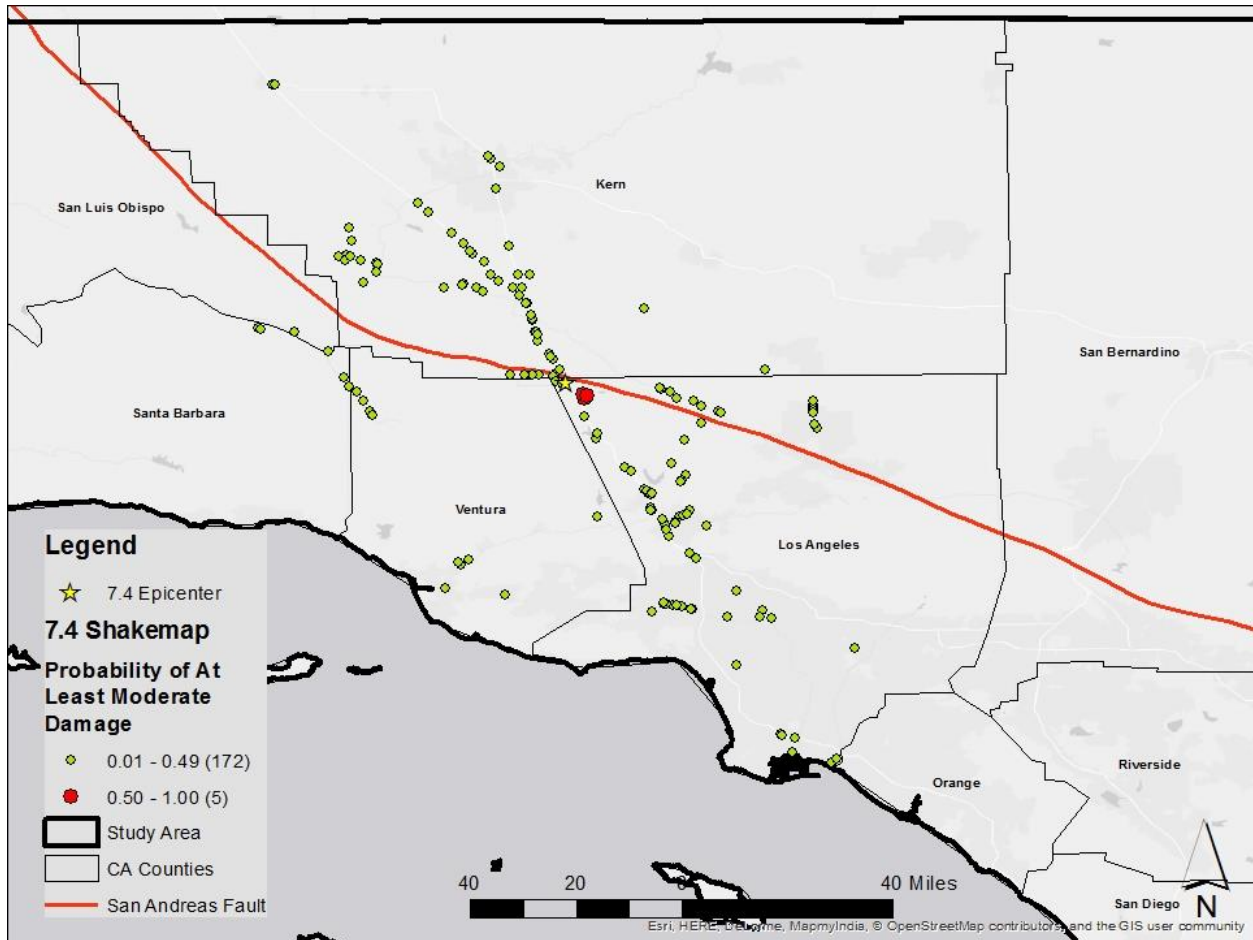 Kern
San Luis Obispo
San Bernardino
Santa Barbara
Ventura
Los Angeles
Orange
Riverside
San Diego
Legend
7.4 Epicenter
7.4 Shakemap
Probability of At
Least Moderate
Damage
0.01 - 0.49 (172)
0.50 - 1.00 (5)
Study Area
CA Counties
San Andreas Fault
40 20 40 Miles
N
Esri, HERE, DeLorme, MapmyIndia, © OpenStreetMap contributors, and the GIS user community